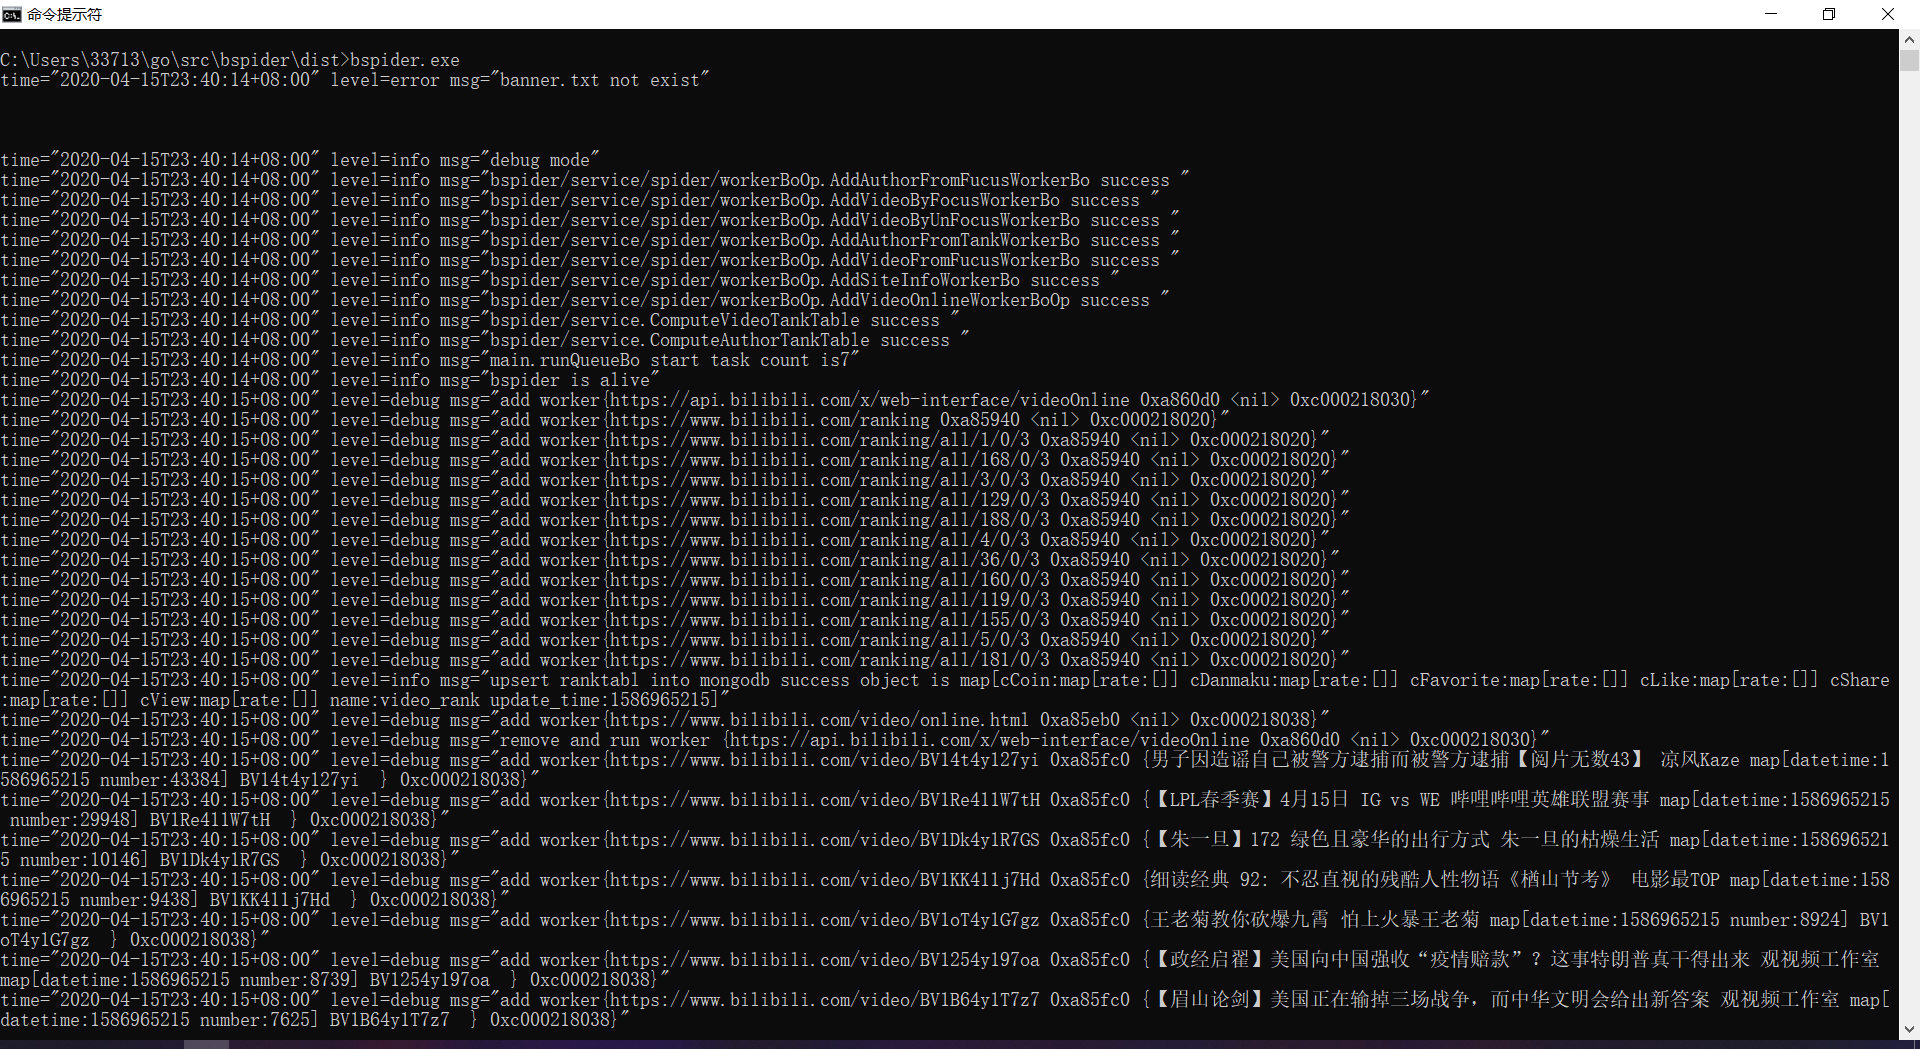 命令提示符
C:\Users\33713\go\src\bspider\dist>bspider.exe
time="2020-04-15T23:40:14+08:00" level=error msg="banner.txt not exist"
time="2020-04-15T23:40:14+08:00" level=info msg="debug mode"
time="2020-04-15T23:40:14+08:00" level=info msg="bspider/service/spider/workerBoOp.AddAuthorFromFucusWorkerBo success "
time="2020-04-15T23:40:14+08:00" level=info msg="bspider/service/spider/workerBoOp.AddVideoByFocusWorkerBo success "
time="2020-04-15T23:40:14+08:00" level=info msg="bspider/service/spider/workerBoOp.AddVideoByUnFocusWorkerBo success "
time="2020-04-15T23:40:14+08:00" level=info msg="bspider/service/spider/workerBoOp.AddAuthorFromTankWorkerBo success "
time="2020-04-15T23:40:14+08:00" level=info msg="bspider/service/spider/workerBoOp.AddVideoFromFucusWorkerBo success "
time="2020-04-15T23:40:14+08:00" level=info msg="bspider/service/spider/workerBoOp.AddSiteInfoWorkerBo success "
time="2020-04-15T23:40:14+08:00" level=info msg="bspider/service/spider/workerBoOp.AddVideoOnlineWorkerBoOp success "
time="2020-04-15T23:40:14+08:00" level=info msg="bspider/service.ComputeVideoTankTable success "
time="2020-04-15T23:40:14+08:00" level=info msg="bspider/service.ComputeAuthorTankTable success "
time="2020-04-15T23:40:14+08:00" level=info msg="main.runQueueBo start task count is7"
time="2020-04-15T23:40:14+08:00" level=info msg="bspider is alive"
time="2020-04-15T23:40:14+08:00" level=debug msg="add worker{https://api.bilibili.com/x/web-interface/videoOnline 0xa860d0 <nil> 0xc000218030}"
time="2020-04-15T23:40:14+08:00" level=debug msg="add worker{https://www.bilibili.com/ranking 0xa85940 <nil> 0xc000218020}"
time="2020-04-15T23:40:15+08:00" level=debug msg="add worker{https://www.bilibili.com/ranking/all/1/0/3 0xa85940 <nil> 0xc000218020}"
time="2020-04-15T23:40:15+08:00" level=debug msg="add worker{https://www.bilibili.com/ranking/all/168/0/3 0xa85940 <nil> 0xc000218020}"
time="2020-04-15T23:40:15+08:00" level=debug msg="add worker{https://www.bilibili.com/ranking/all/3/0/3 0xa85940 <nil> 0xc000218020}"
time="2020-04-15T23:40:15+08:00" level=debug msg="add worker{https://www.bilibili.com/ranking/all/129/0/3 0xa85940 <nil> 0xc000218020}"
time="2020-04-15T23:40:15+08:00" level=debug msg="add worker{https://www.bilibili.com/ranking/all/188/0/3 0xa85940 <nil> 0xc000218020}"
time="2020-04-15T23:40:15+08:00" level=debug msg="add worker{https://www.bilibili.com/ranking/all/4/0/3 0xa85940 <nil> 0xc000218020}"
time="2020-04-15T23:40:15+08:00" level=debug msg="add worker{https://www.bilibili.com/ranking/all/36/0/3 0xa85940 <nil> 0xc000218020}"
time="2020-04-15T23:40:15+08:00" level=debug msg="add worker{https://www.bilibili.com/ranking/all/160/0/3 0xa85940 <nil> 0xc000218020}"
time="2020-04-15T23:40:15+08:00" level=debug msg="add worker{https://www.bilibili.com/ranking/all/119/0/3 0xa85940 <nil> 0xc000218020}"
time="2020-04-15T23:40:15+08:00" level=debug msg="add worker{https://www.bilibili.com/ranking/all/155/0/3 0xa85940 <nil> 0xc000218020}"
time="2020-04-15T23:40:15+08:00" level=debug msg="add worker{https://www.bilibili.com/ranking/all/5/0/3 0xa85940 <nil> 0xc000218020}"
time="2020-04-15T23:40:15+08:00" level=debug msg="add worker{https://www.bilibili.com/ranking/all/181/0/3 0xa85940 <nil> 0xc000218020}"
time="2020-04-15T23:40:15+08:00" level=info msg="upsert ranktabl into mongodb success object is map[cCoin:map[rate:[]] cDanmaku:map[rate:[]] cFavorite:map[rate:[]] cLike:map[rate:[]] cShare
:map[rate:[]] cView:map[rate:[]] name:video_rank update_time:1586965215]"
time="2020-04-15T23:40:15+08:00" level=debug msg="add worker{https://www.bilibili.com/video/online.html 0xa85eb0 <nil> 0xc000218038}"
time="2020-04-15T23:40:15+08:00" level=debug msg="remove and run worker {https://api.bilibili.com/x/web-interface/videoOnline 0xa860d0 <nil> 0xc000218030}"
time="2020-04-15T23:40:15+08:00" level=debug msg="add worker{https://www.bilibili.com/video/BV14t4y127yi 0xa85fc0 {男子因造谣自己被警方逮捕而被警方逮捕【阅片无数43】 凉风Kaze map[datetime:1
586965215 number:43384] BV14t4y127yi  } 0xc000218038}"
time="2020-04-15T23:40:15+08:00" level=debug msg="add worker{https://www.bilibili.com/video/BV1Re411W7tH 0xa85fc0 {【LPL春季赛】4月15日 IG vs WE 哔哩哔哩英雄联盟赛事 map[datetime:1586965215
 number:29948] BV1Re411W7tH  } 0xc000218038}"
time="2020-04-15T23:40:15+08:00" level=debug msg="add worker{https://www.bilibili.com/video/BV1Dk4y1R7GS 0xa85fc0 {【朱一旦】172 绿色且豪华的出行方式 朱一旦的枯燥生活 map[datetime:158696521
5 number:10146] BV1Dk4y1R7GS  } 0xc000218038}"
time="2020-04-15T23:40:15+08:00" level=debug msg="add worker{https://www.bilibili.com/video/BV1KK411j7Hd 0xa85fc0 {细读经典 92: 不忍直视的残酷人性物语《楢山节考》 电影最TOP map[datetime:158
6965215 number:9438] BV1KK411j7Hd  } 0xc000218038}"
time="2020-04-15T23:40:15+08:00" level=debug msg="add worker{https://www.bilibili.com/video/BV1oT4y1G7gz 0xa85fc0 {王老菊教你砍爆九霄 怕上火暴王老菊 map[datetime:1586965215 number:8924] BV1
oT4y1G7gz  } 0xc000218038}"
time="2020-04-15T23:40:15+08:00" level=debug msg="add worker{https://www.bilibili.com/video/BV1254y197oa 0xa85fc0 {【政经启翟】美国向中国强收“疫情赔款”？这事特朗普真干得出来 观视频工作室
map[datetime:1586965215 number:8739] BV1254y197oa  } 0xc000218038}"
time="2020-04-15T23:40:15+08:00" level=debug msg="add worker{https://www.bilibili.com/video/BV1B64y1T7z7 0xa85fc0 {【眉山论剑】美国正在输掉三场战争，而中华文明会给出新答案 观视频工作室 map[
datetime:1586965215 number:7625] BV1B64y1T7z7  } 0xc000218038}"